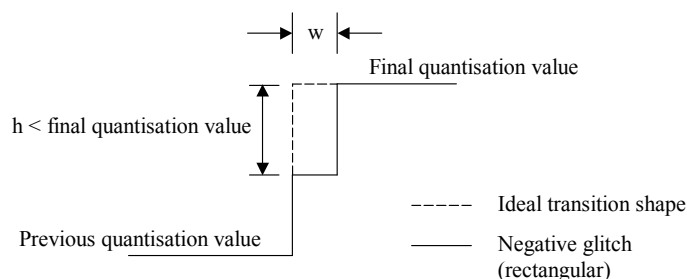 w
Final quantisation value
h < final quantisation value
Ideal transition shape
Previous quantisation value
Negative glitch
(rectangular)